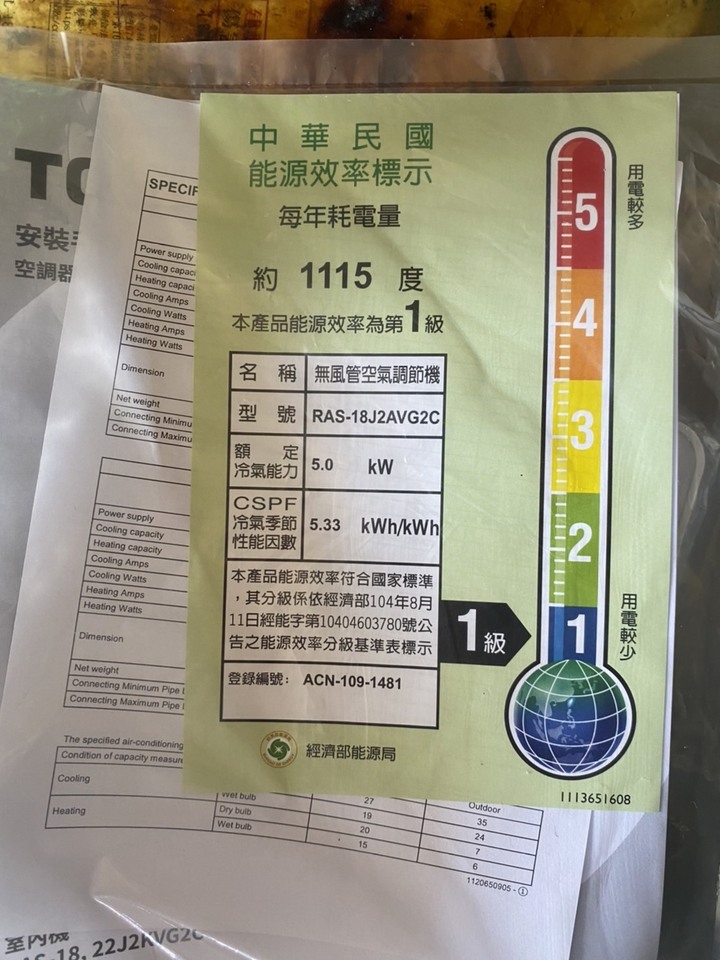 中華民國
能源效率標示
每年耗電量
約 1115 度
本產品能源效率為第1級
名稱 無風管空氣調節機
型號 RAS-18J2AVG2C
額定冷氣能力 5.0 kW
CSPF冷氣季節性能因數 5.33 kWh/kWh
本產品能源效率符合國家標準
，其分級係依經濟部104年8月
11日經能字第10404603780號公
告之能源效率分級基準表標示
登錄編號： ACN-109-1481
經濟部能源局
1級
用電較多
5
4
3
2
1
用電較少
1113651608
安裝
空調器
Power supply
Heating Amps
Cooling Watts
Heating Amps
Heating Watts
Dimension
Net weight
Connecting
Connecting
Power supply
Cooling capacity
Heating capacity
Cooling Amps
Cooling Watts
Heating Amps
Heating Watts
Dimension
Net weight
Connecting Minimum Pipe
Connecting Maximum Pipe
The specified air-conditioning
Condition of capacity
Cooling
Wet bulb 27 Outdoor
Heating Dry bulb 19 35
Wet bulb 20 24
15 7
6
1120650905 - ①
室內機
22J2KVG2C